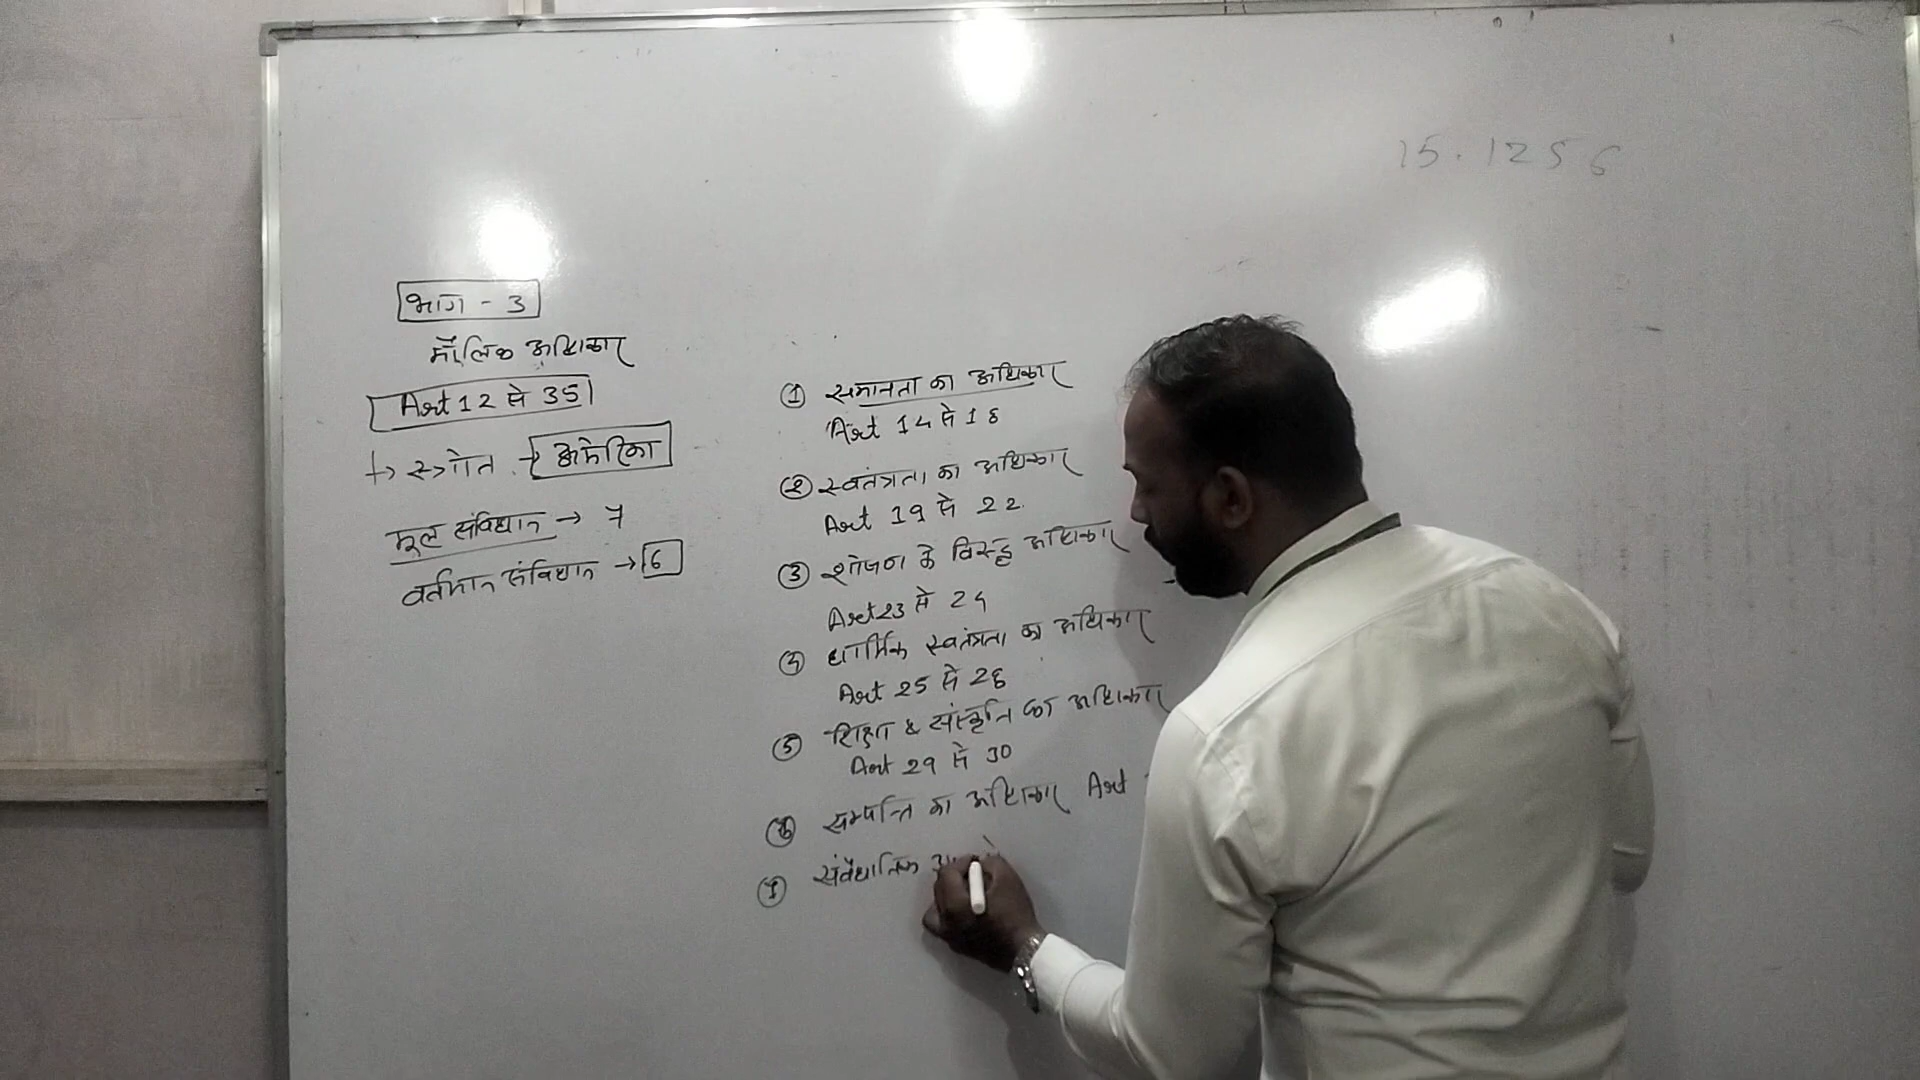 15.1256
भाग - 3
मौलिक अधिकार
Art 12 से 35
→ स्त्रोत → अमेरिका
मूल संविधान → 7
वर्तमान संविधान → 6
① समानता का अधिकार
Art 14 से 18
② स्वतंत्रता का अधिकार
Art 19 से 22
③ शोषण के विरुद्ध अधिकार
Art 23 से 24
④ धार्मिक स्वतंत्रता का अधिकार
Art 25 से 28
⑤ शिक्षा & संस्कृति का अधिकार
Art 29 से 30
⑥ सम्पत्ति का अधिकार Art
⑦ संवैधानिक